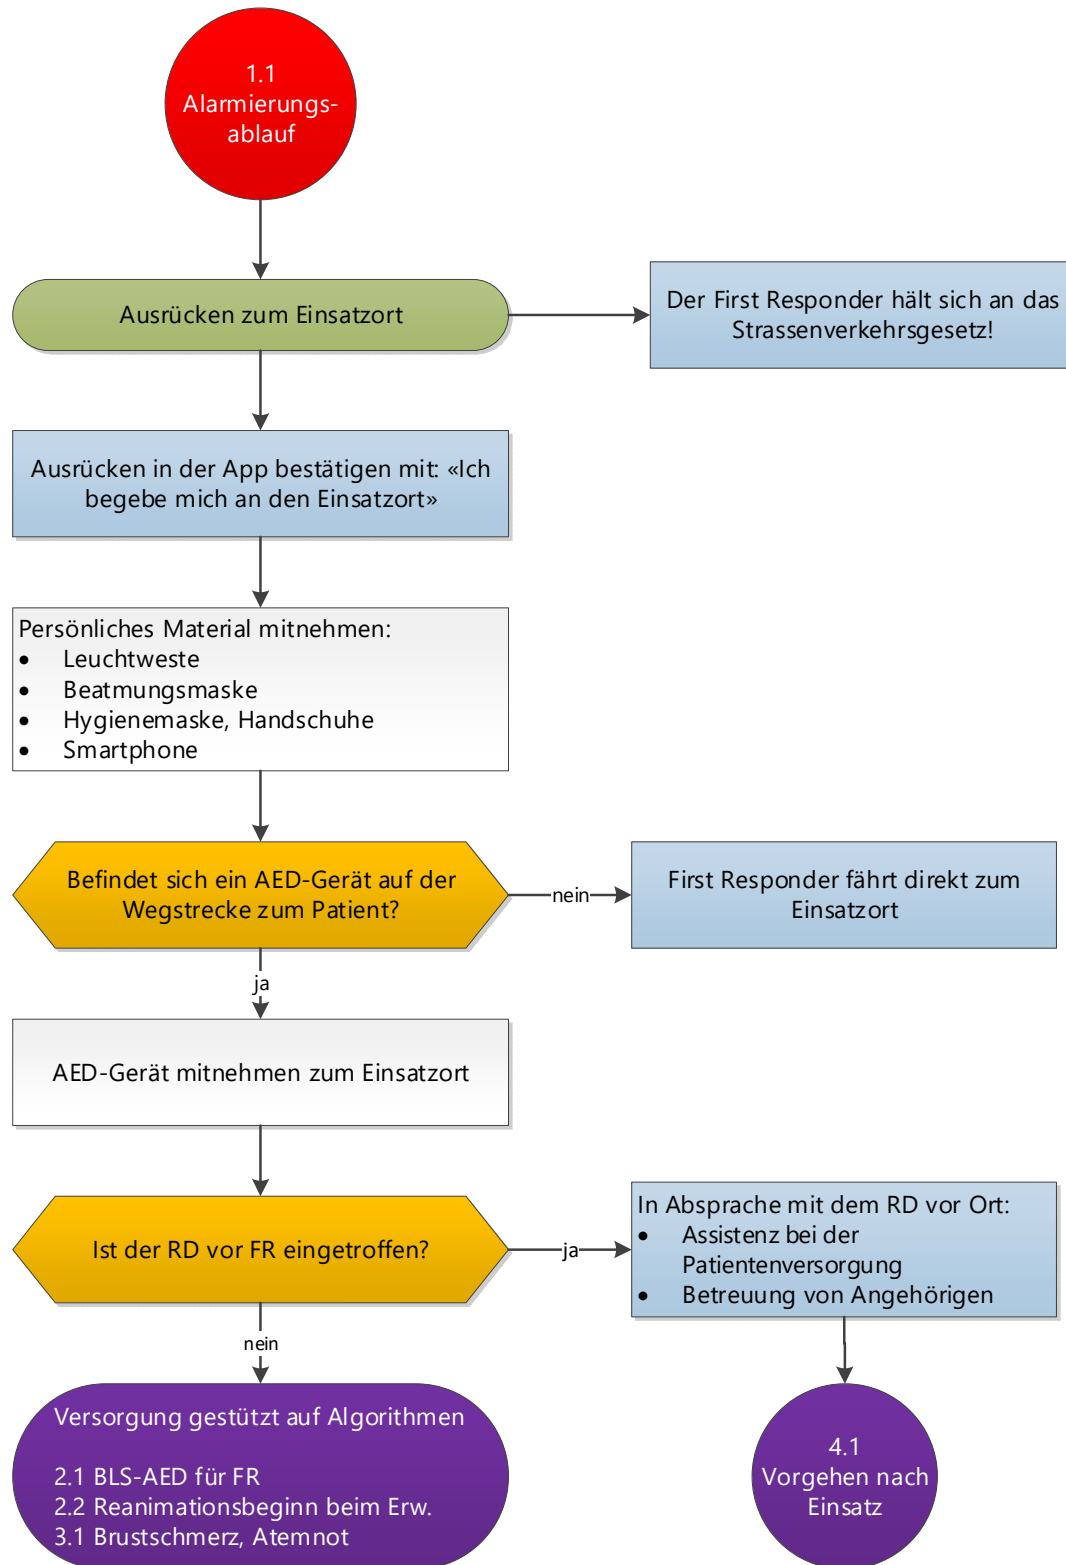 1.1
Alarmierungs-
ablauf
Ausrücken zum Einsatzort
Der First Responder hält sich an das
Strassenverkehrsgesetz!
Ausrücken in der App bestätigen mit: «Ich
begebe mich an den Einsatzort»
Persönliches Material mitnehmen:
• Leuchtweste
• Beatmungsmaske
• Hygienemaske, Handschuhe
• Smartphone
Befindet sich ein AED-Gerät auf der
Wegstrecke zum Patient?
nein
First Responder fährt direkt zum
Einsatzort
ja
AED-Gerät mitnehmen zum Einsatzort
Ist der RD vor FR eingetroffen?
ja
In Absprache mit dem RD vor Ort:
• Assistenz bei der
Patientenversorgung
• Betreuung von Angehörigen
nein
Versorgung gestützt auf Algorithmen
2.1 BLS-AED für FR
2.2 Reanimationsbeginn beim Erw.
3.1 Brustschmerz, Atemnot
4.1
Vorgehen nach
Einsatz